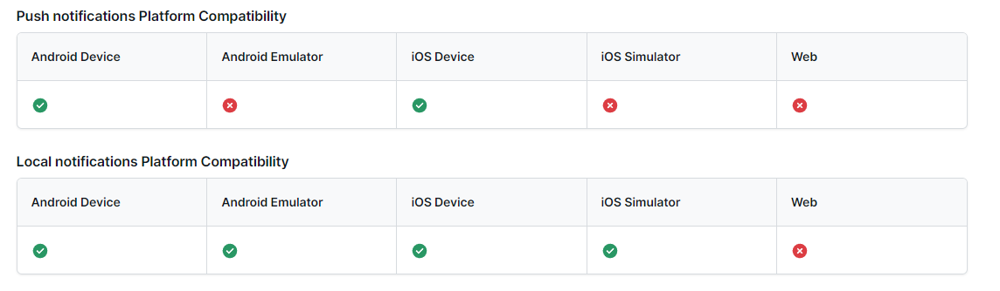 Push notifications Platform Compatibility
Android Device Android Emulator iOS Device iOS Simulator Web
Local notifications Platform Compatibility
Android Device Android Emulator iOS Device iOS Simulator Web